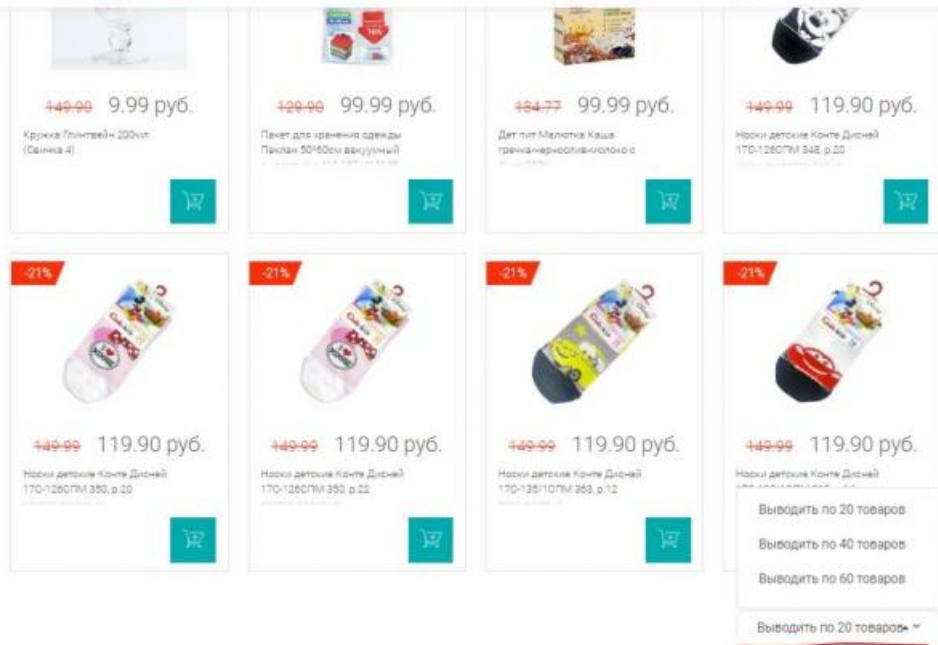 149.99 9.99 руб.
Кружка Глинтвейн 200мл
(Свинка 4)
129.90 99.99 руб.
Пакет для хранения одежды
Паклан 50*60см вакуумный
134.77 99.99 руб.
Дет пит Малютка Каша
гречка-чернослив-молоко с
149.99 119.90 руб.
Носки детские Конте Дисней
17С-126СПМ 348, р.20
-21%
149.99 119.90 руб.
Носки детские Конте Дисней
17С-126СПМ 350, р.20
-21%
149.99 119.90 руб.
Носки детские Конте Дисней
17С-126СПМ 350, р.22
-21%
149.99 119.90 руб.
Носки детские Конте Дисней
17С-135/1СПМ 363, р.12
-21%
149.99 119.90 руб.
Носки детские Конте Дисней
Выводить по 20 товаров
Выводить по 40 товаров
Выводить по 60 товаров
Выводить по 20 товаров